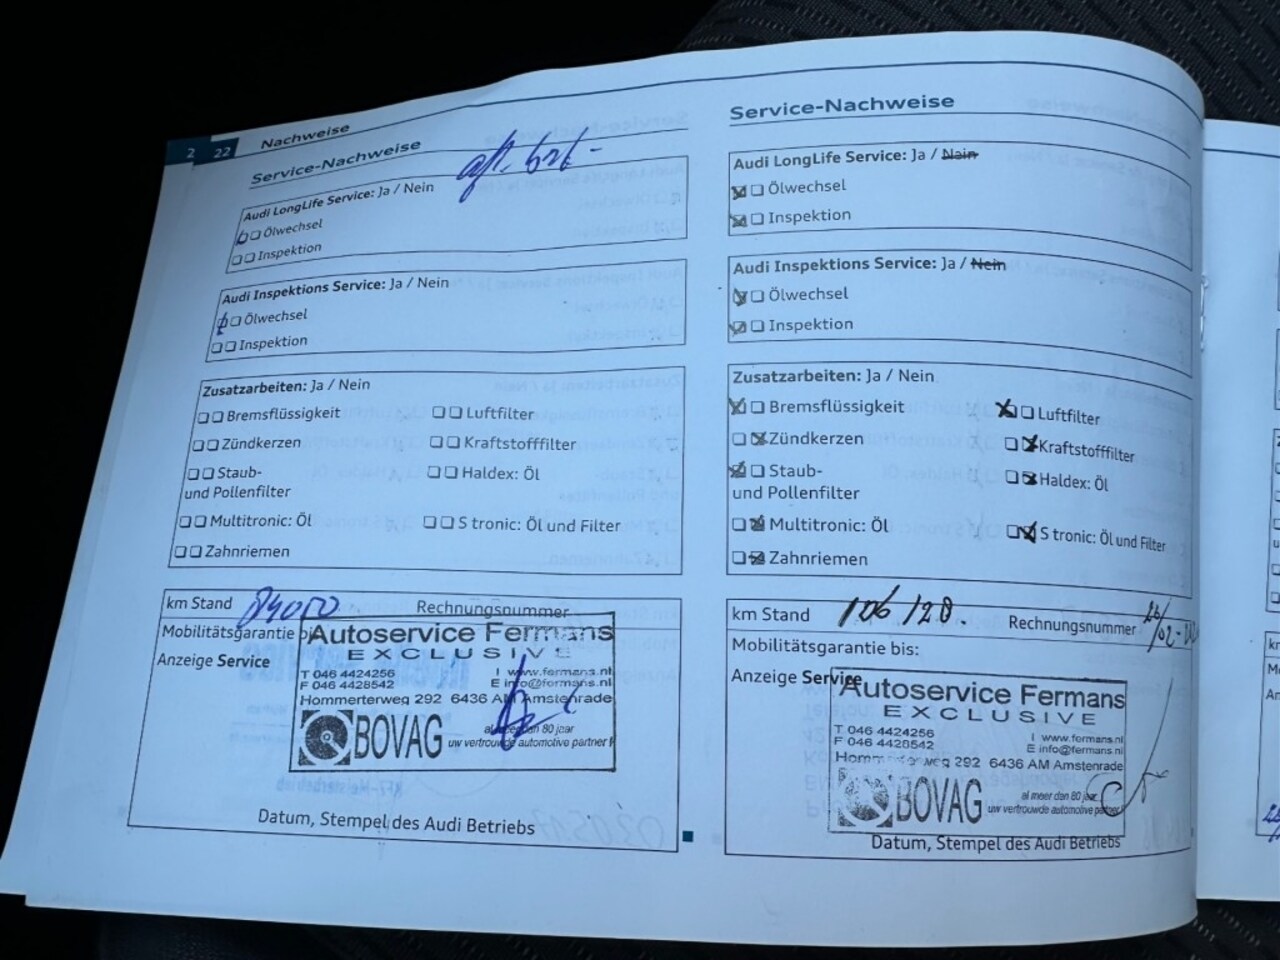 2 22 Nachweise
Service-Nachweise
Audi LongLife Service: Ja / Nein
Ölwechsel
Inspektion
Audi Inspektions Service: Ja / Nein
Ölwechsel
Inspektion
Zusatzarbeiten: Ja / Nein
Bremsflüssigkeit Luftfilter
Zündkerzen Kraftstofffilter
Staub- Haldex: Öl
und Pollenfilter
Multitronic: Öl S tronic: Öl und Filter
Zahnriemen
km Stand 84000 Rechnungsnummer
Mobilitätsgarantie bi
Anzeige Service
Autoservice Fermans
EXCLUSIVE
T 046 4424256 I www.fermans.nl
F 046 4428542 E info@fermans.nl
Hommerterweg 292 6436 AM Amstenrade
BOVAG al meer dan 80 jaar
uw vertrouwde automotive partner
Datum, Stempel des Audi Betriebs
Service-Nachweise
Audi LongLife Service: Ja / Nein
Ölwechsel
Inspektion
Audi Inspektions Service: Ja / Nein
Ölwechsel
Inspektion
Zusatzarbeiten: Ja / Nein
Bremsflüssigkeit Luftfilter
Zündkerzen Kraftstofffilter
Staub- Haldex: Öl
und Pollenfilter
Multitronic: Öl S tronic: Öl und Filter
Zahnriemen
km Stand 106128. Rechnungsnummer
Mobilitätsgarantie bis:
Anzeige Service
Autoservice Fermans
EXCLUSIVE
T 046 4424256 I www.fermans.nl
F 046 4428542 E info@fermans.nl
Hommerterweg 292 6436 AM Amstenrade
BOVAG al meer dan 80 jaar
uw vertrouwde automotive partner
Datum, Stempel des Audi Betriebs